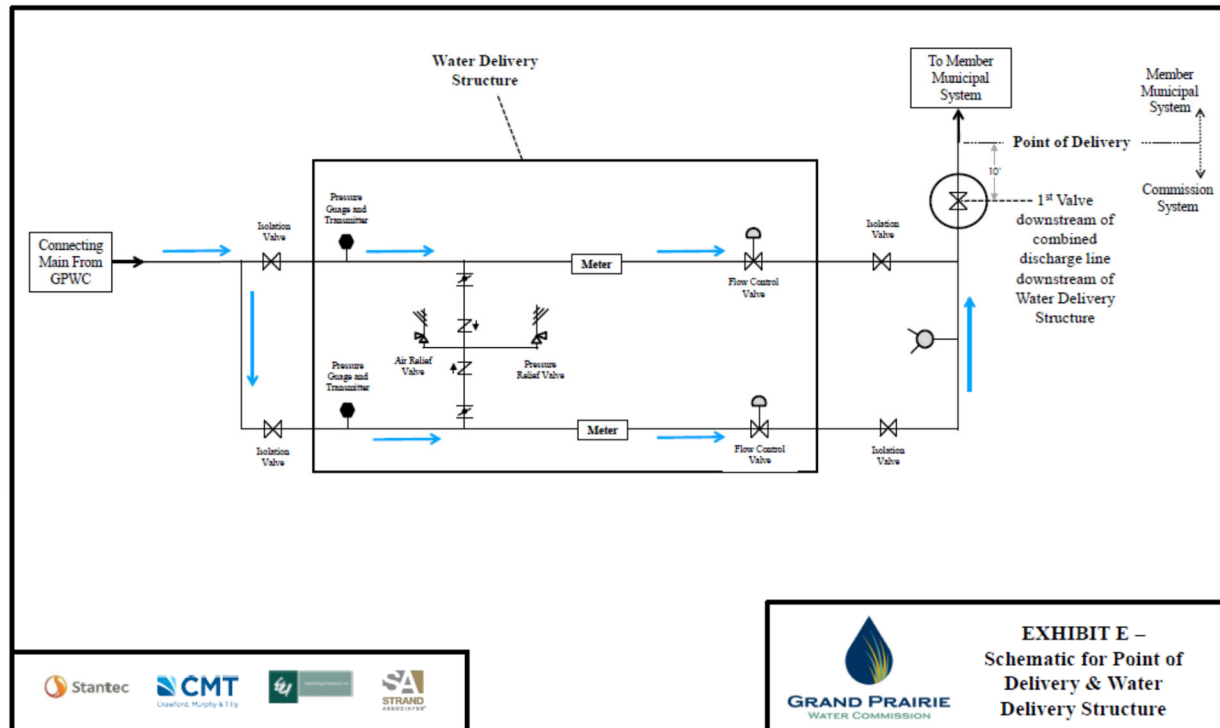 Water Delivery
Structure
To Member
Municipal
System
Member
Municipal
System
Point of Delivery
10'
Commission
System
1st Valve
downstream of
combined
discharge line
downstream of
Water Delivery
Structure
Connecting
Main From
GPWC
Isolation
Valve
Pressure
Guage and
Transmitter
Meter
Flow Control
Valve
Isolation
Valve
Air Relief
Valve
Pressure
Relief Valve
Pressure
Guage and
Transmitter
Isolation
Valve
Meter
Flow Control
Valve
Isolation
Valve
Stantec
CMT
Crawford, Murphy & Tilly
SA
STRAND
ASSOCIATES®
GRAND PRAIRIE
WATER COMMISSION
EXHIBIT E –
Schematic for Point of
Delivery & Water
Delivery Structure